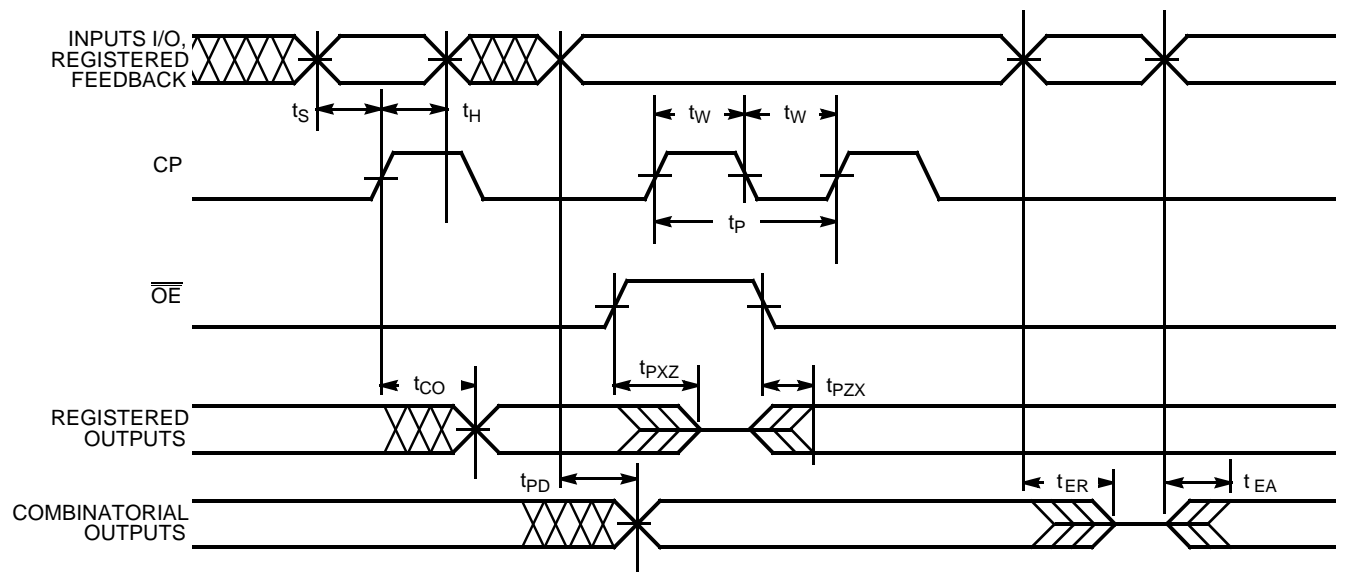 INPUTS I/O,
REGISTERED
FEEDBACK
tS
tH
tW
tW
CP
tP
OE
tCO
tPXZ
tPZX
REGISTERED
OUTPUTS
tPD
tER
tEA
COMBINATORIAL
OUTPUTS